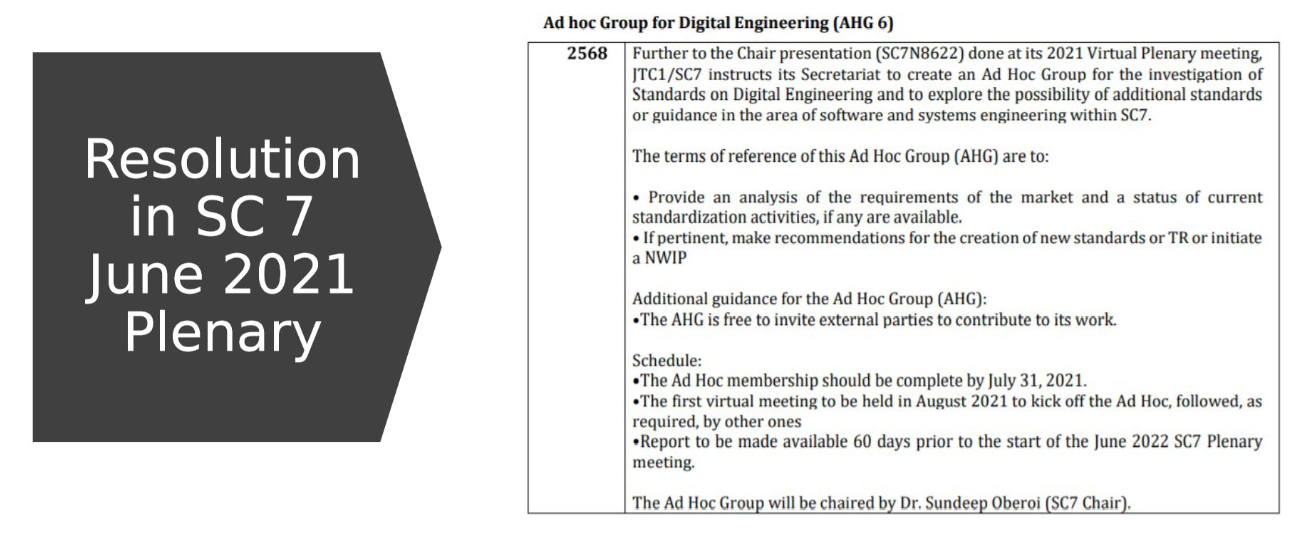 Resolution
in SC 7
June 2021
Plenary
Ad hoc Group for Digital Engineering (AHG 6)
2568
Further to the Chair presentation (SC7N8622) done at its 2021 Virtual Plenary meeting,
JTC1/SC7 instructs its Secretariat to create an Ad Hoc Group for the investigation of
Standards on Digital Engineering and to explore the possibility of additional standards
or guidance in the area of software and systems engineering within SC7.
The terms of reference of this Ad Hoc Group (AHG) are to:
• Provide an analysis of the requirements of the market and a status of current
standardization activities, if any are available.
• If pertinent, make recommendations for the creation of new standards or TR or initiate
a NWIP
Additional guidance for the Ad Hoc Group (AHG):
•The AHG is free to invite external parties to contribute to its work.
Schedule:
•The Ad Hoc membership should be complete by July 31, 2021.
•The first virtual meeting to be held in August 2021 to kick off the Ad Hoc, followed, as
required, by other ones
•Report to be made available 60 days prior to the start of the June 2022 SC7 Plenary
meeting.
The Ad Hoc Group will be chaired by Dr. Sundeep Oberoi (SC7 Chair).